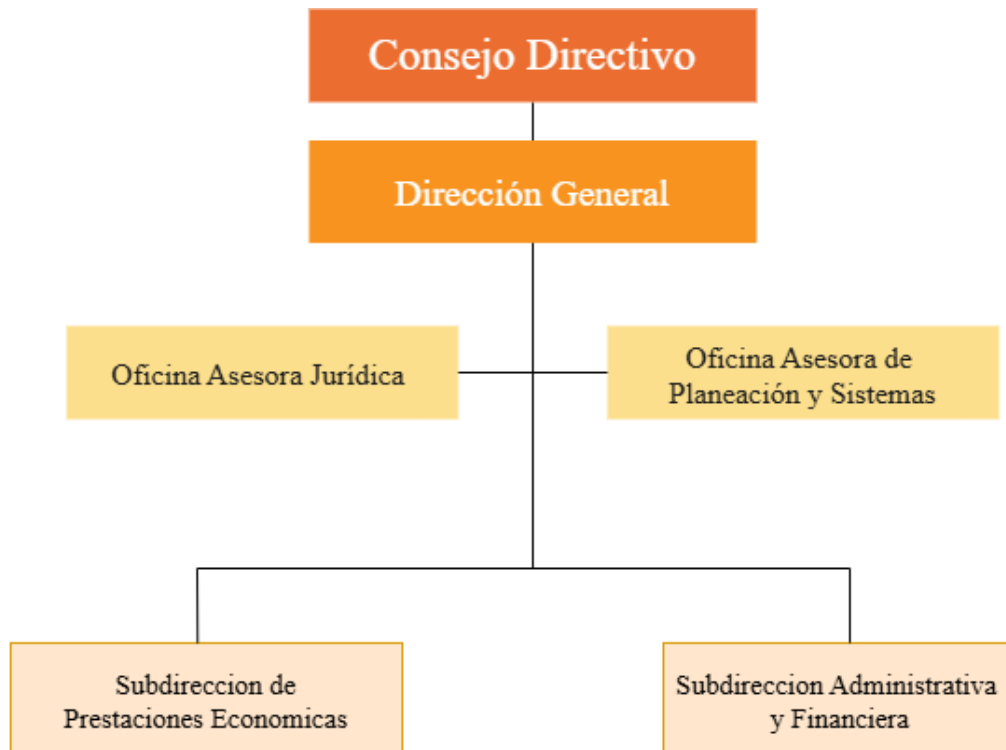 Consejo Directivo
Dirección General
Oficina Asesora Jurídica
Oficina Asesora de
Planeación y Sistemas
Subdireccion de
Prestaciones Economicas
Subdireccion Administrativa
y Financiera